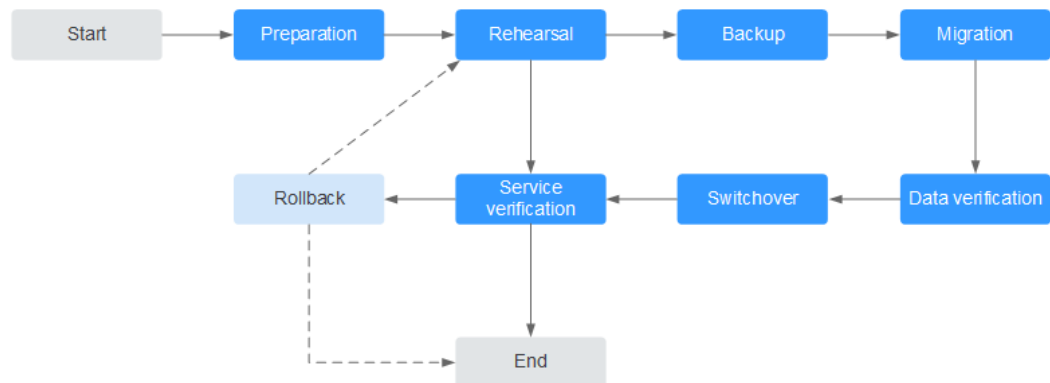 Start
Preparation
Rehearsal
Backup
Migration
Rollback
Service
verification
Switchover
Data verification
End